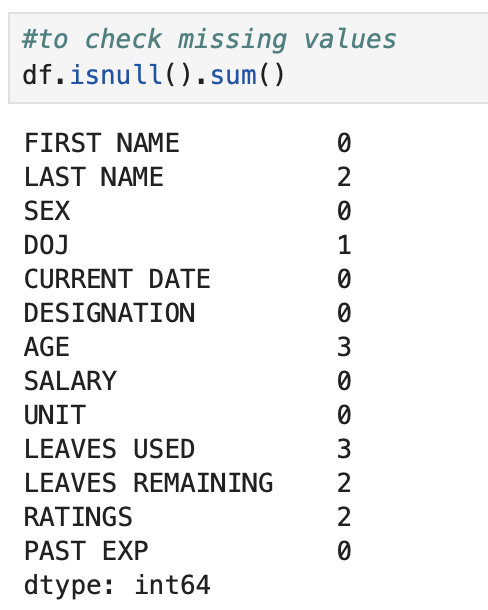 #to check missing values
df.isnull().sum()
FIRST NAME 0
LAST NAME 2
SEX 0
DOJ 1
CURRENT DATE 0
DESIGNATION 0
AGE 3
SALARY 0
UNIT 0
LEAVES USED 3
LEAVES REMAINING 2
RATINGS 2
PAST EXP 0
dtype: int64